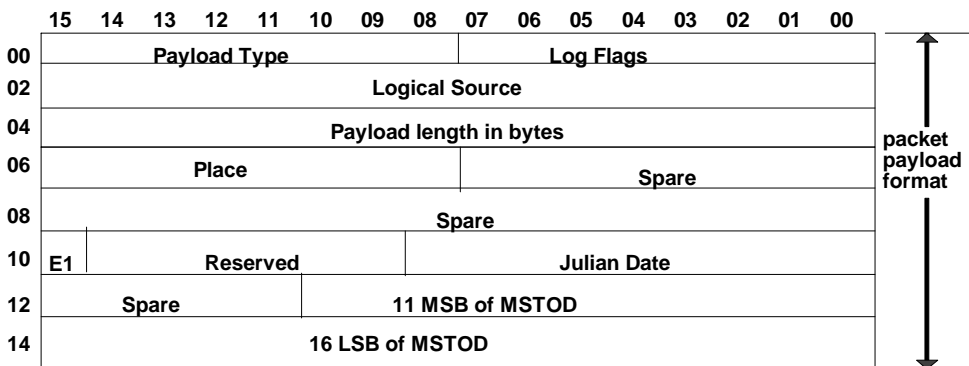 15 14 13 12 11 10 09 08 07 06 05 04 03 02 01 00
00 Payload Type Log Flags
02 Logical Source
04 Payload length in bytes
06 Place Spare
08 Spare
10 E1 Reserved Julian Date
12 Spare 11 MSB of MSTOD
14 16 LSB of MSTOD
packet
payload
format